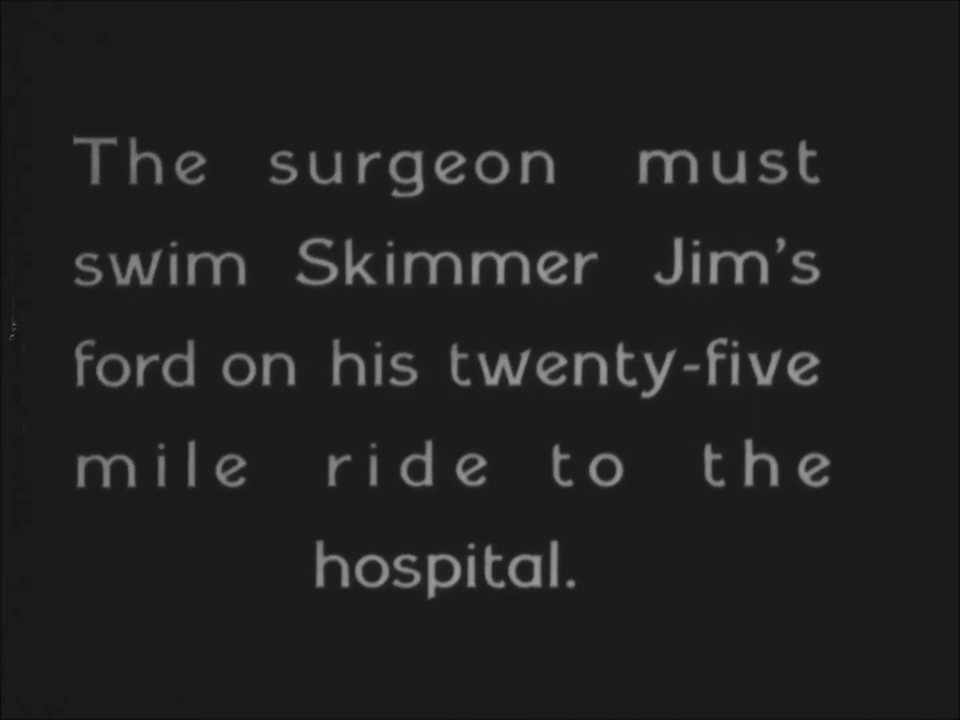 The surgeon must
swim Skimmer Jim's
ford on his twenty-five
mile ride to the
hospital.